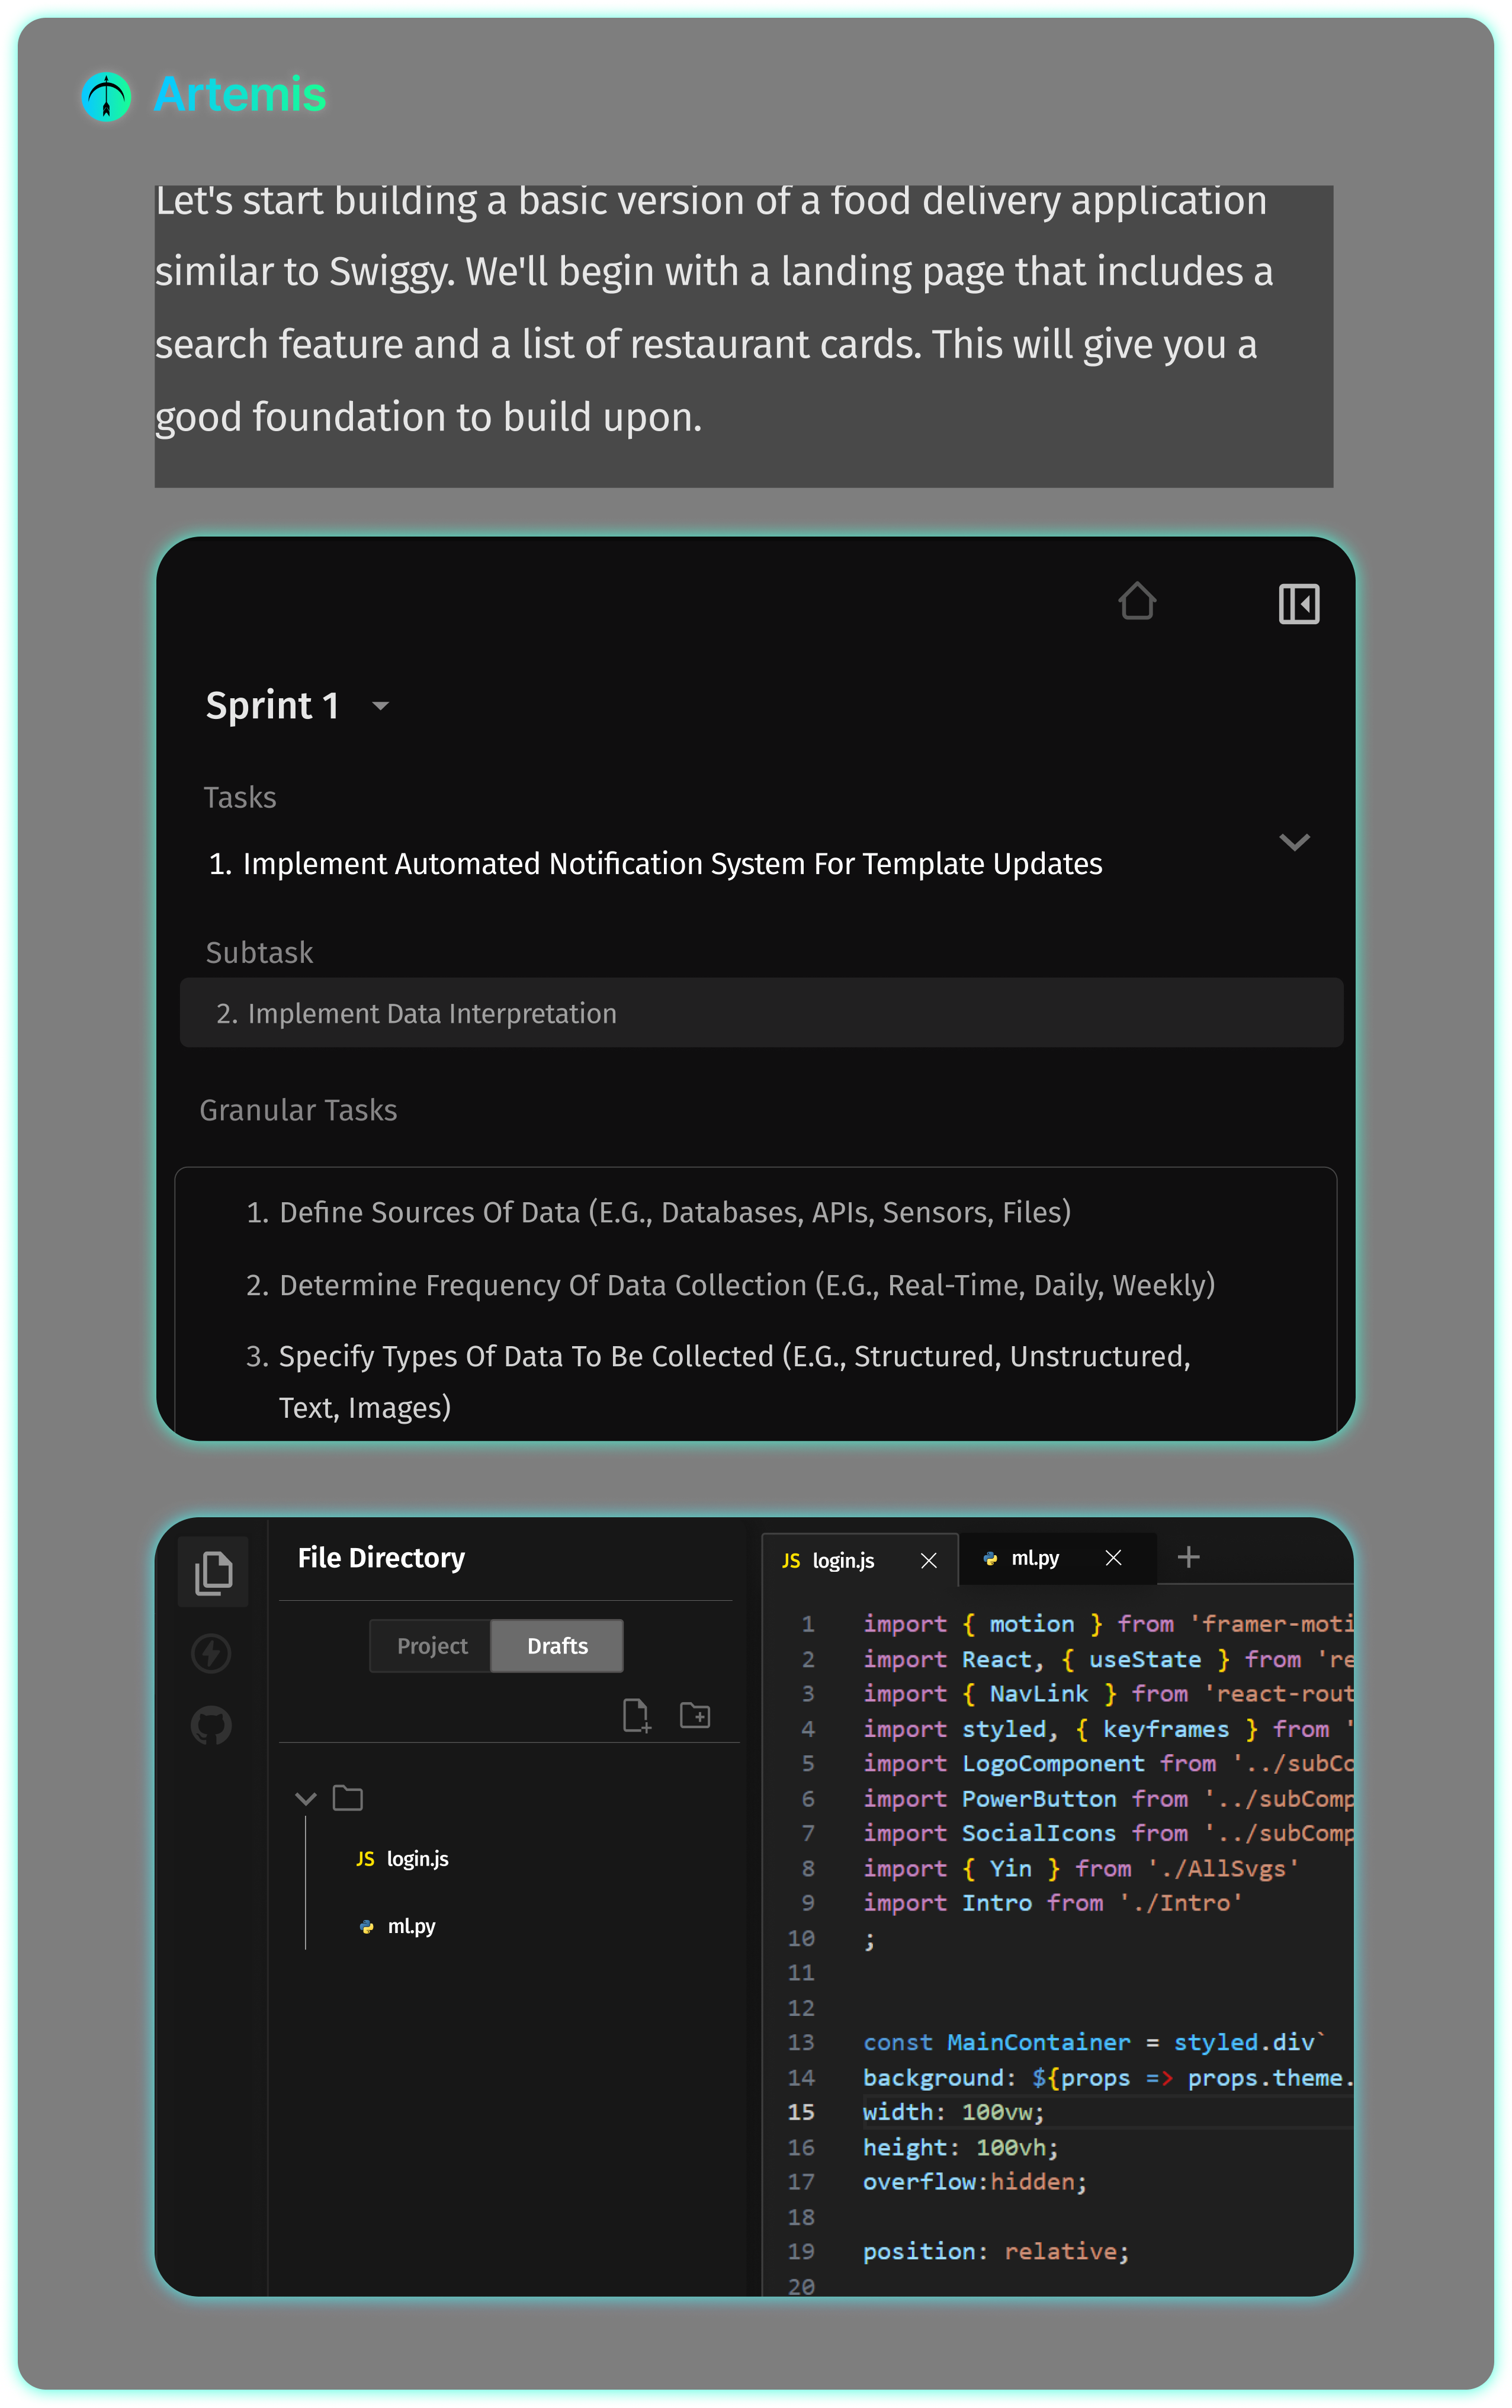 Artemis
Let's start building a basic version of a food delivery application
similar to Swiggy. We'll begin with a landing page that includes a
search feature and a list of restaurant cards. This will give you a
good foundation to build upon.
Sprint 1
Tasks
1. Implement Automated Notification System For Template Updates
Subtask
2. Implement Data Interpretation
Granular Tasks
1. Define Sources Of Data (E.G., Databases, APIs, Sensors, Files)
2. Determine Frequency Of Data Collection (E.G., Real-Time, Daily, Weekly)
3. Specify Types Of Data To Be Collected (E.G., Structured, Unstructured,
Text, Images)
File Directory
Project Drafts
JS login.js
ml.py
JS login.js ml.py
1 import { motion } from 'framer-moti
2 import React, { useState } from 're
3 import { NavLink } from 'react-rout
4 import styled, { keyframes } from '
5 import LogoComponent from '../subCo
6 import PowerButton from '../subComp
7 import SocialIcons from '../subComp
8 import { Yin } from './AllSvgs'
9 import Intro from './Intro'
10 ;
11
12
13 const MainContainer = styled.div`
14 background: ${props => props.theme.
15 width: 100vw;
16 height: 100vh;
17 overflow:hidden;
18
19 position: relative;
20